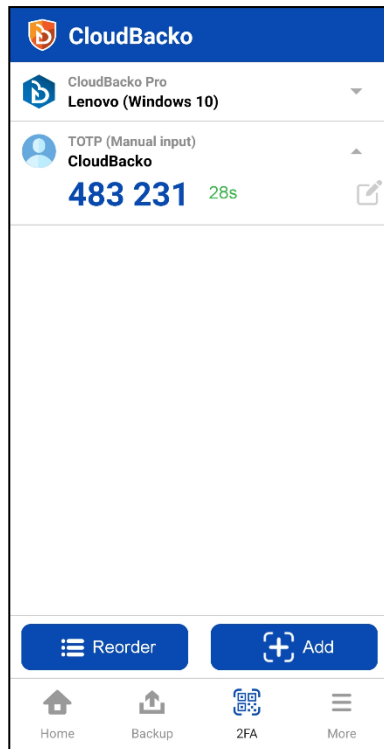 CloudBacko
CloudBacko Pro
Lenovo (Windows 10)
TOTP (Manual input)
CloudBacko
483 231 28s
Reorder Add
Home Backup 2FA More